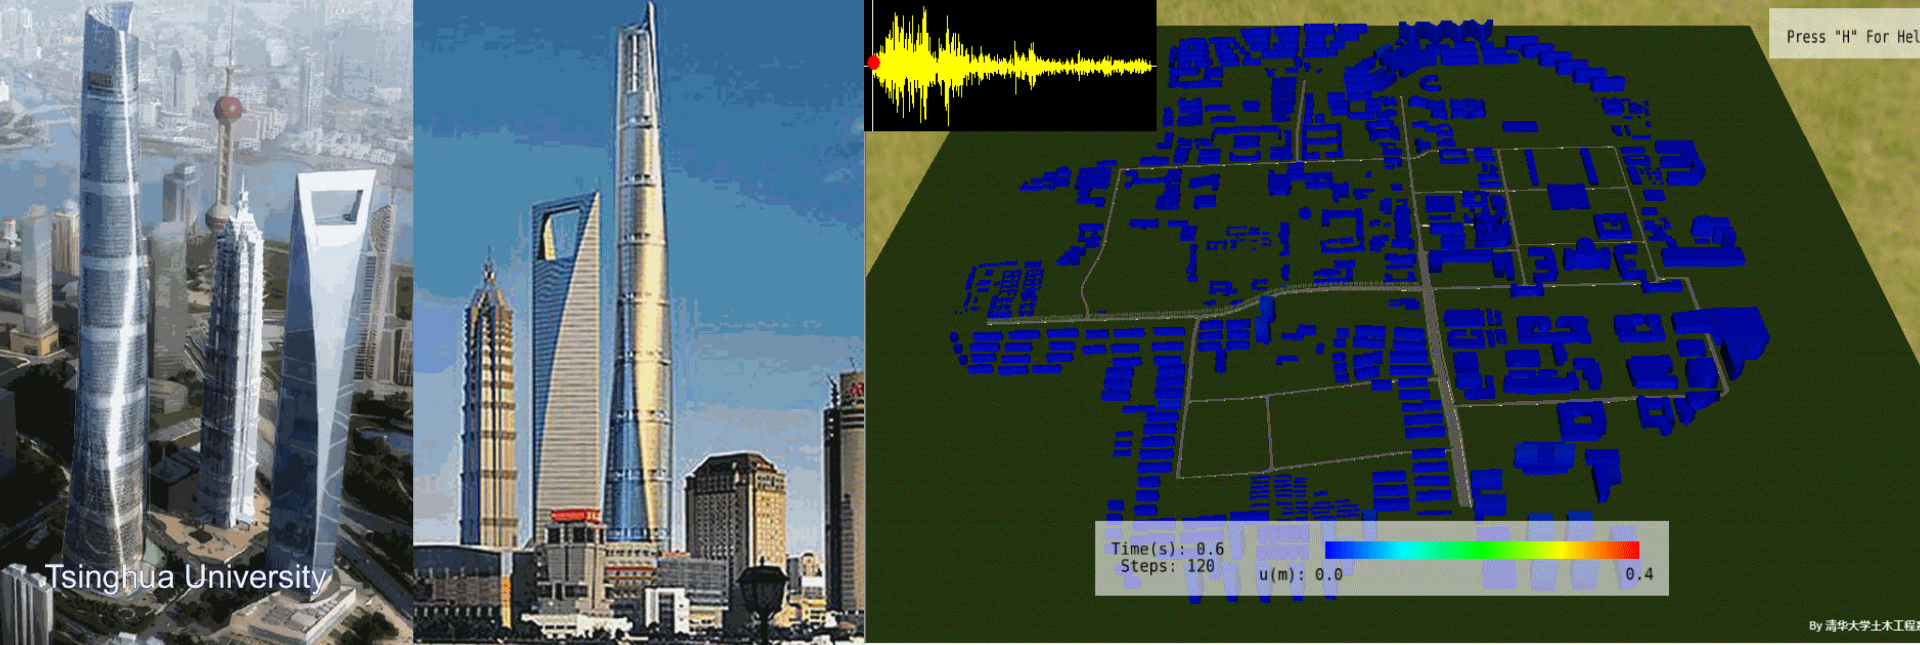 Tsinghua University
Press "H" For Hel
Time(s): 0.6
Steps: 120
u(m): 0.0
0.4
By 清华大学土木工程